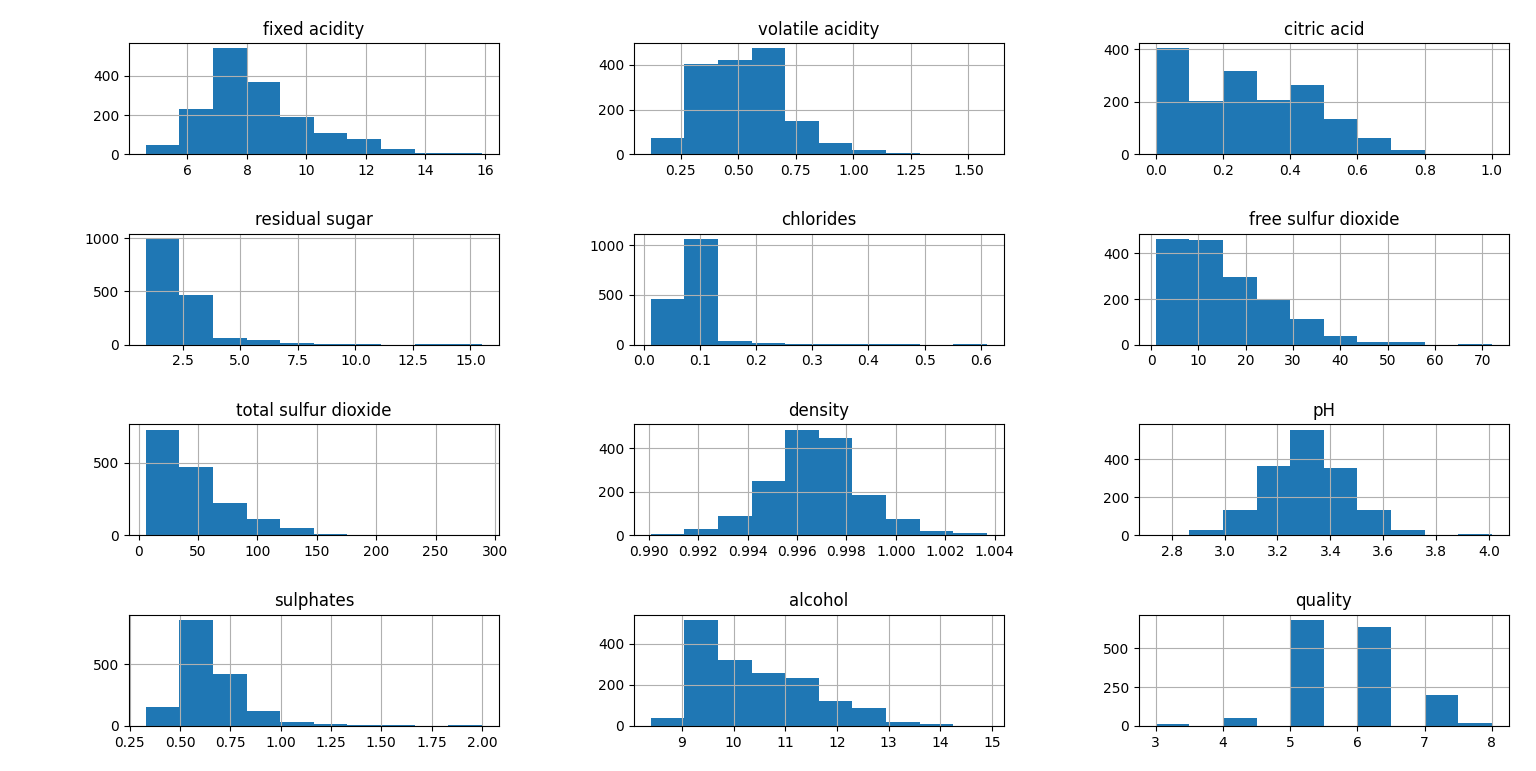 fixed acidity
400
200
0
6 8 10 12 14 16
volatile acidity
400
200
0
0.25 0.50 0.75 1.00 1.25 1.50
citric acid
400
200
0
0.0 0.2 0.4 0.6 0.8 1.0
residual sugar
1000
500
0
2.5 5.0 7.5 10.0 12.5 15.0
chlorides
1000
500
0
0.0 0.1 0.2 0.3 0.4 0.5 0.6
free sulfur dioxide
400
200
0
0 10 20 30 40 50 60 70
total sulfur dioxide
500
0
0 50 100 150 200 250 300
density
400
200
0
0.990 0.992 0.994 0.996 0.998 1.000 1.002 1.004
pH
400
200
0
2.8 3.0 3.2 3.4 3.6 3.8 4.0
sulphates
500
0
0.25 0.50 0.75 1.00 1.25 1.50 1.75 2.00
alcohol
400
200
0
9 10 11 12 13 14 15
quality
500
250
0
3 4 5 6 7 8